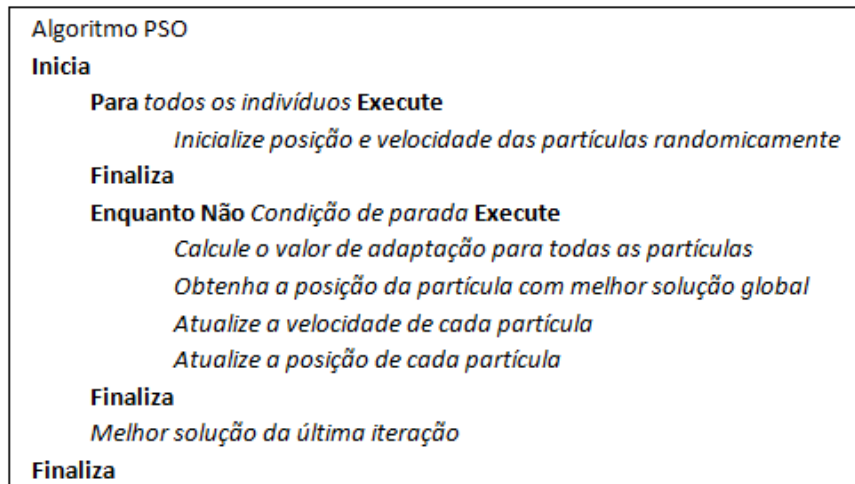 Algoritmo PSO
Inicia
Para todos os indivíduos Execute
Inicialize posição e velocidade das partículas randomicamente
Finaliza
Enquanto Não Condição de parada Execute
Calcule o valor de adaptação para todas as partículas
Obtenha a posição da partícula com melhor solução global
Atualize a velocidade de cada partícula
Atualize a posição de cada partícula
Finaliza
Melhor solução da última iteração
Finaliza